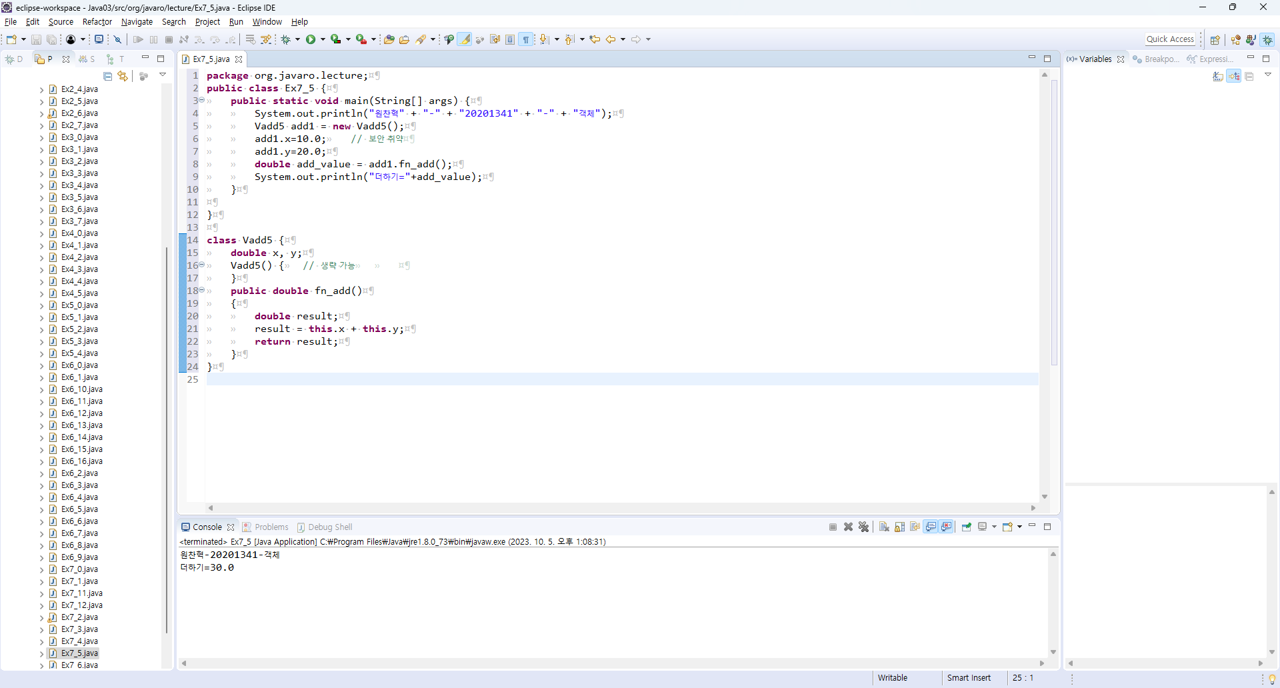 eclipse-workspace - Java03/src/org/javaro/lecture/Ex7_5.java - Eclipse IDE
File Edit Source Refactor Navigate Search Project Run Window Help
Quick Access
D P S T
Ex2_4.java
Ex2_5.java
Ex2_6.java
Ex2_7.java
Ex3_0.java
Ex3_1.java
Ex3_2.java
Ex3_3.java
Ex3_4.java
Ex3_5.java
Ex3_6.java
Ex3_7.java
Ex4_0.java
Ex4_1.java
Ex4_2.java
Ex4_3.java
Ex4_4.java
Ex4_5.java
Ex5_0.java
Ex5_1.java
Ex5_2.java
Ex5_3.java
Ex5_4.java
Ex6_0.java
Ex6_1.java
Ex6_10.java
Ex6_11.java
Ex6_12.java
Ex6_13.java
Ex6_14.java
Ex6_15.java
Ex6_16.java
Ex6_2.java
Ex6_3.java
Ex6_4.java
Ex6_5.java
Ex6_6.java
Ex6_7.java
Ex6_8.java
Ex6_9.java
Ex7_0.java
Ex7_1.java
Ex7_11.java
Ex7_12.java
Ex7_2.java
Ex7_3.java
Ex7_4.java
Ex7_5.java
Ex7_6.java
Ex7_5.java
1 package org.javaro.lecture;
2 public class Ex7_5 {
3 public static void main(String[] args) {
4 System.out.println("원찬혁" + "-" + "20201341" + "-" + "객체");
5 Vadd5 add1 = new Vadd5();
6 add1.x=10.0; // 보안 취약
7 add1.y=20.0;
8 double add_value = add1.fn_add();
9 System.out.println("더하기="+add_value);
10 }
11
12 }
13
14 class Vadd5 {
15 double x, y;
16 Vadd5() { // 생략 가능
17 }
18 public double fn_add()
19 {
20 double result;
21 result = this.x + this.y;
22 return result;
23 }
24 }
25
Console Problems Debug Shell
<terminated> Ex7_5 [Java Application] C:₩Program Files₩Java₩jre1.8.0_73₩bin₩javaw.exe (2023. 10. 5. 오후 1:08:31)
원찬혁-20201341-객체
더하기=30.0
(x)= Variables Breakpo... Expressi...
Writable Smart Insert 25 : 1